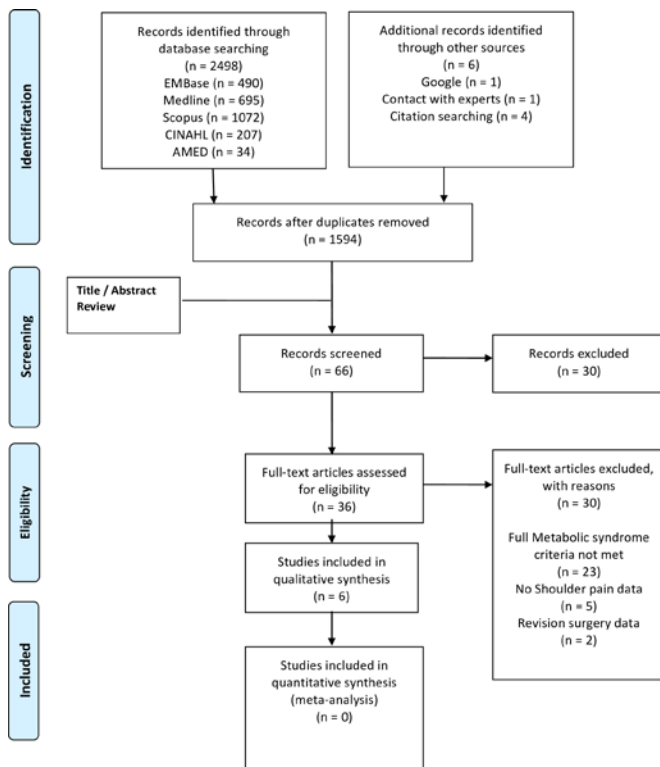 Identification
Records identified through
database searching
(n = 2498)
EMBase (n = 490)
Medline (n = 695)
Scopus (n = 1072)
CINAHL (n = 207)
AMED (n = 34)
Additional records identified
through other sources
(n = 6)
Google (n = 1)
Contact with experts (n = 1)
Citation searching (n = 4)
Records after duplicates removed
(n = 1594)
Screening
Title / Abstract
Review
Records screened
(n = 66)
Records excluded
(n = 30)
Eligibility
Full-text articles assessed
for eligibility
(n = 36)
Full-text articles excluded,
with reasons
(n = 30)
Full Metabolic syndrome
criteria not met
(n = 23)
No Shoulder pain data
(n = 5)
Revision surgery data
(n = 2)
Studies included in
qualitative synthesis
(n = 6)
Included
Studies included in
quantitative synthesis
(meta-analysis)
(n = 0)